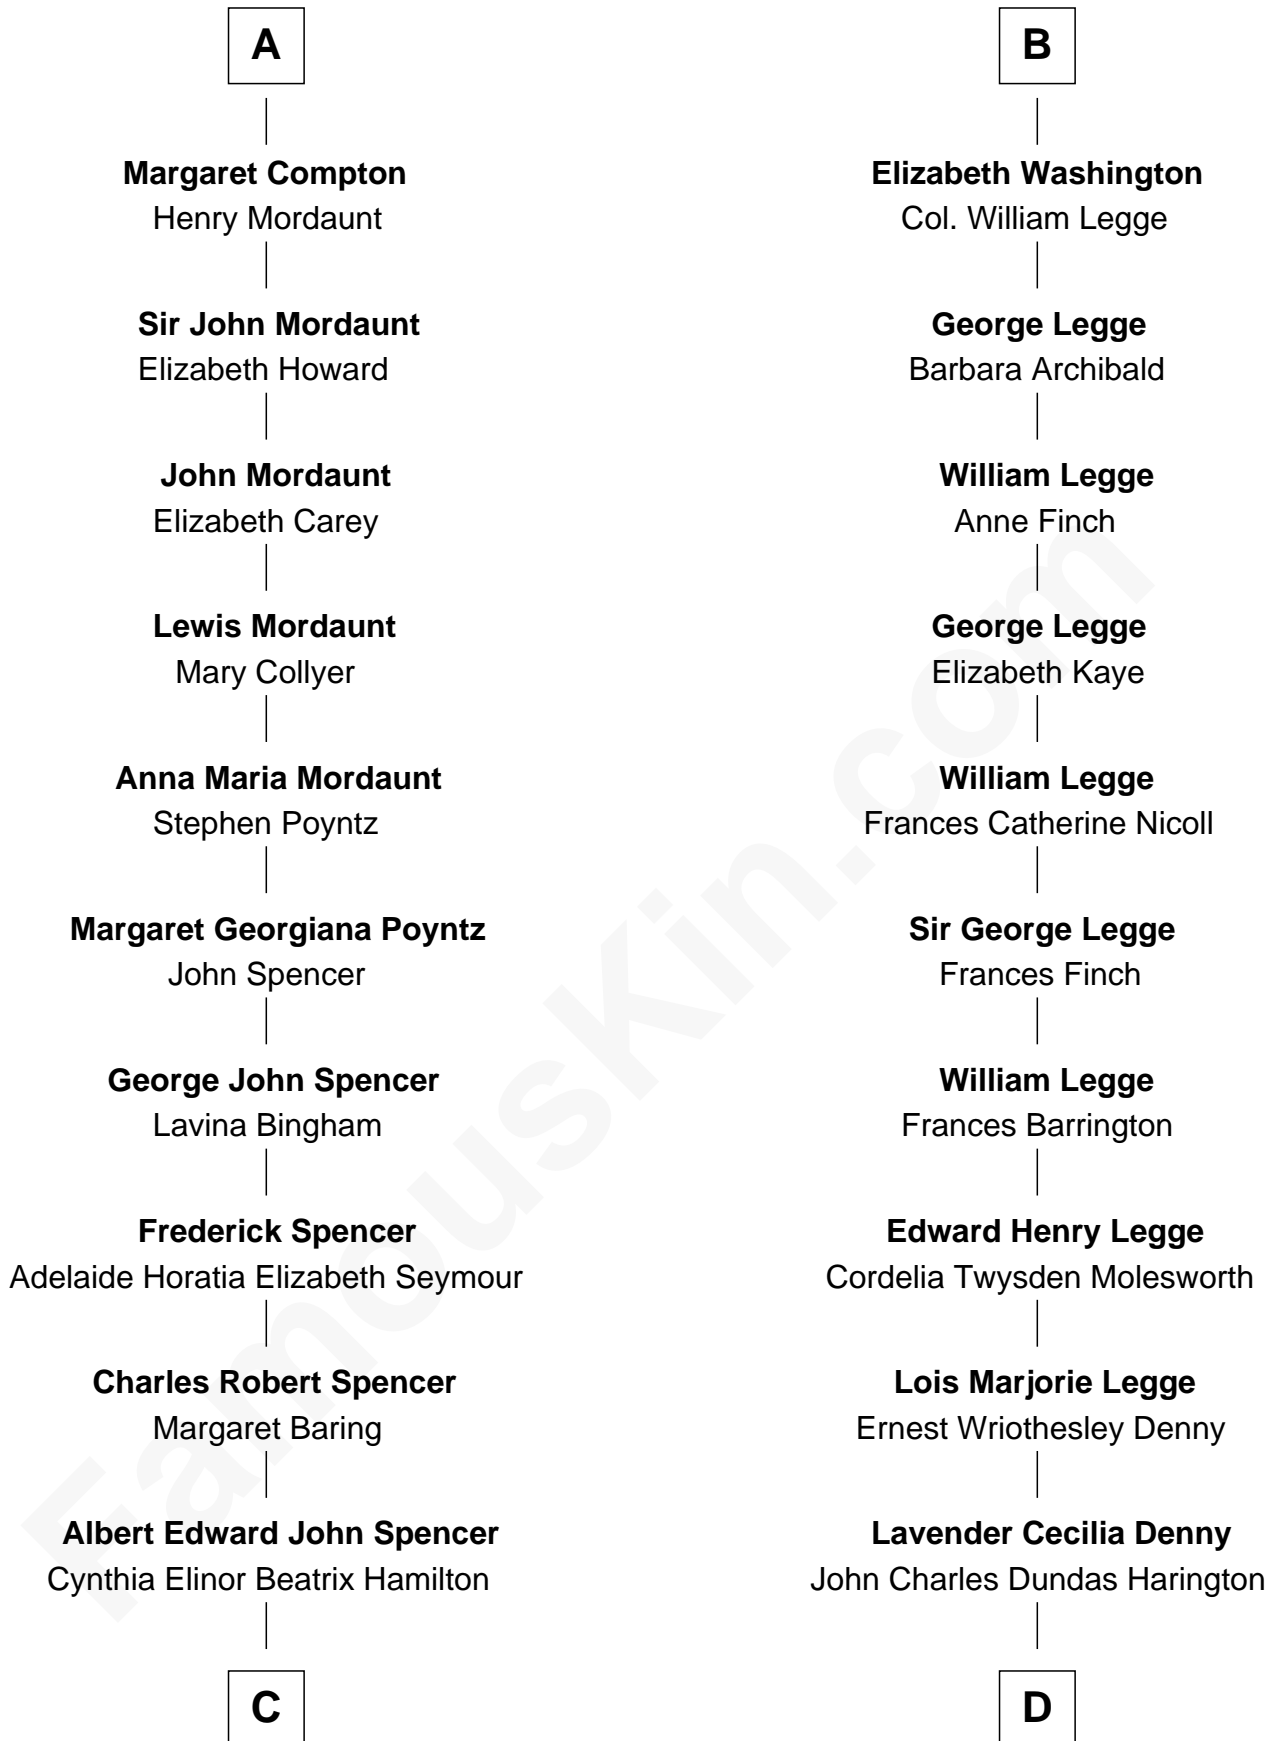 A
Margaret Compton
Henry Mordaunt
Sir John Mordaunt
Elizabeth Howard
John Mordaunt
Elizabeth Carey
Lewis Mordaunt
Mary Collyer
Anna Maria Mordaunt
Stephen Poyntz
Margaret Georgiana Poyntz
John Spencer
George John Spencer
Lavina Bingham
Frederick Spencer
Adelaide Horatia Elizabeth Seymour
Charles Robert Spencer
Margaret Baring
Albert Edward John Spencer
Cynthia Elinor Beatrix Hamilton
C
B
Elizabeth Washington
Col. William Legge
George Legge
Barbara Archibald
William Legge
Anne Finch
George Legge
Elizabeth Kaye
William Legge
Frances Catherine Nicoll
Sir George Legge
Frances Finch
William Legge
Frances Barrington
Edward Henry Legge
Cordelia Twysden Molesworth
Lois Marjorie Legge
Ernest Wriothesley Denny
Lavender Cecilia Denny
John Charles Dundas Harington
D
FamousKin.com